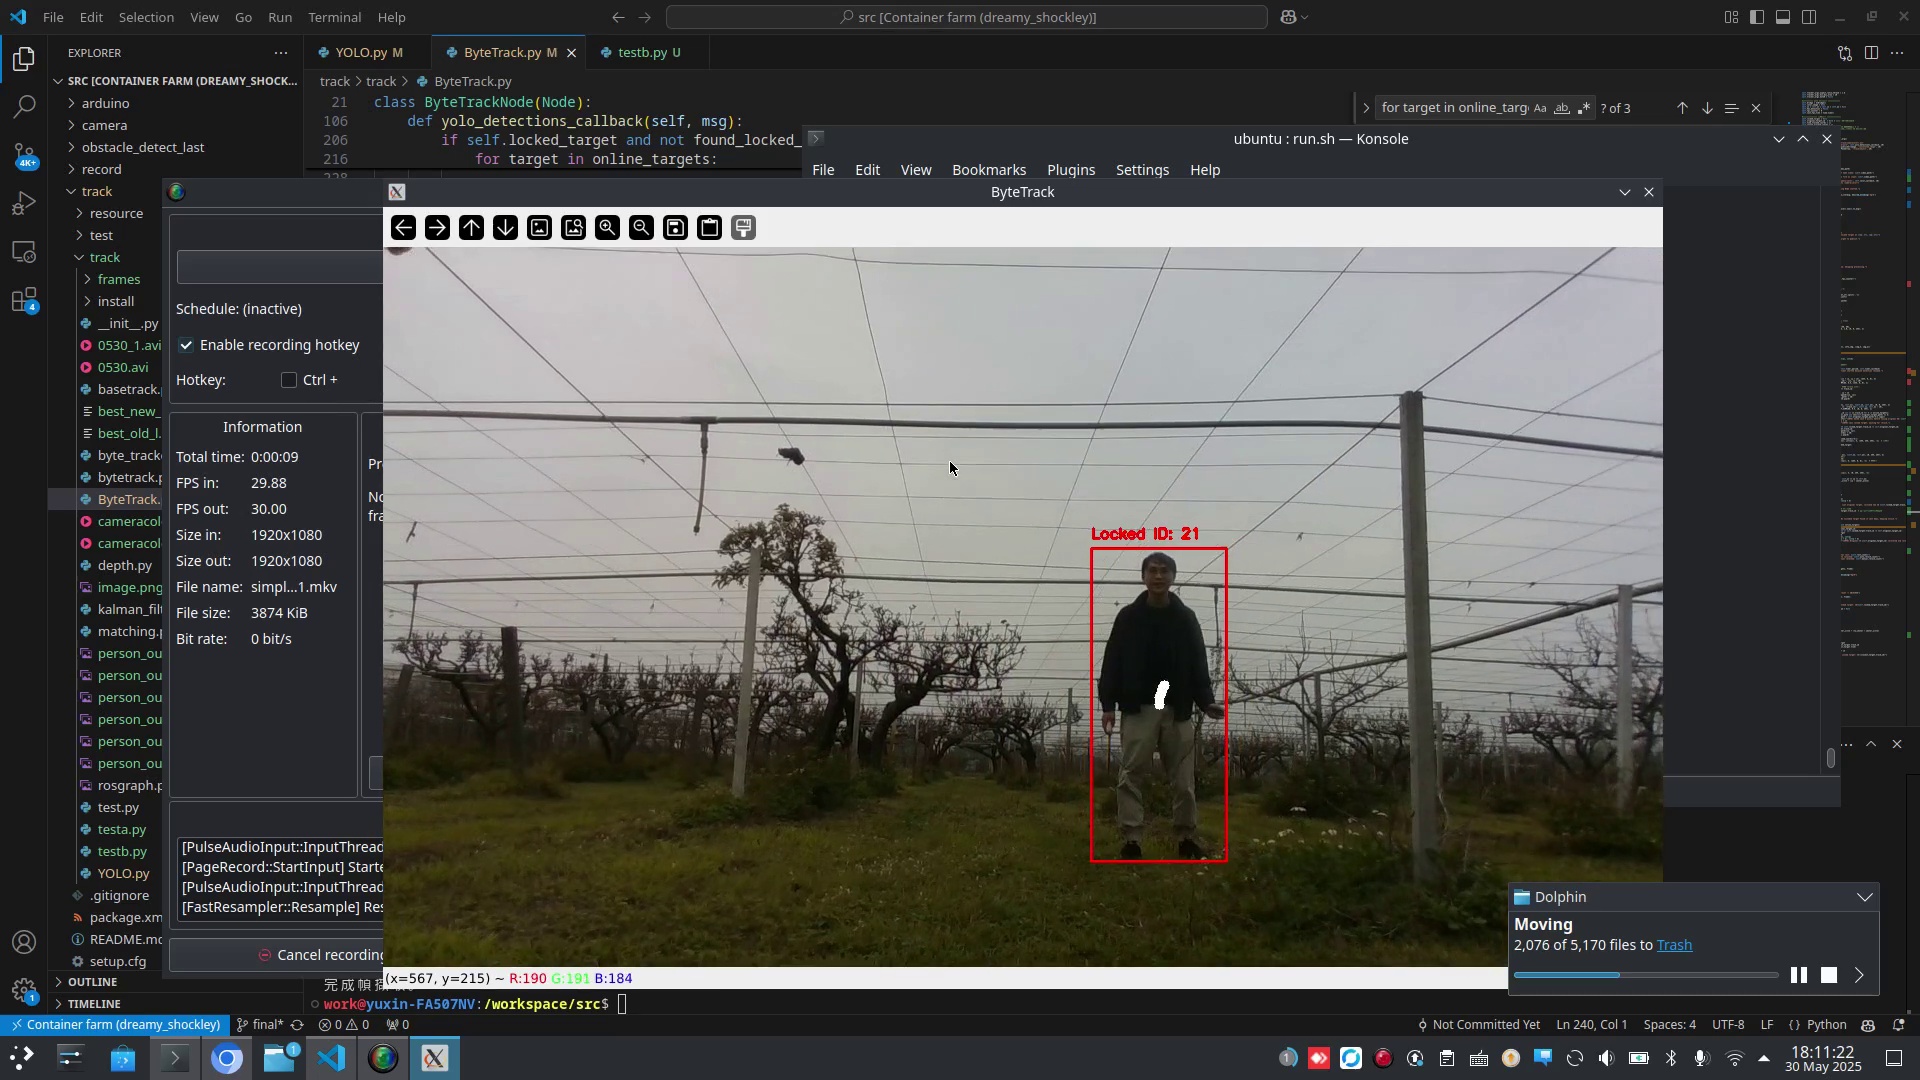 File Edit Selection View Go Run Terminal Help
src [Container farm (dreamy_shockley)]
EXPLORER
YOLO.py M
ByteTrack.py M
testb.py U
SRC [CONTAINER FARM (DREAMY_SHOCK...
track > track > ByteTrack.py
arduino
camera
obstacle_detect_last
record
track
resource
test
track
frames
install
__init__.py
0530_1.avi
0530.avi
basetrack.
best_new_
best_old_l.
byte_track
bytetrack.p
ByteTrack.
cameracol
cameracol
depth.py
image.png
kalman_filt
matching.p
person_ou
person_ou
person_ou
person_ou
person_ou
person_ou
rosgraph.p
test.py
testa.py
testb.py
YOLO.py
.gitignore
package.xm
README.md
setup.cfg
OUTLINE
TIMELINE
4K+
4
1
21 class ByteTrackNode(Node):
106 def yolo_detections_callback(self, msg):
206 if self.locked_target and not found_locked_
216 for target in online_targets:
for target in online_targ
Aa ab ? of 3
ubuntu : run.sh — Konsole
File Edit View Bookmarks Plugins Settings Help
ByteTrack
Schedule: (inactive)
Enable recording hotkey
Hotkey: Ctrl +
Information
Total time: 0:00:09
FPS in: 29.88
FPS out: 30.00
Size in: 1920x1080
Size out: 1920x1080
File name: simpl...1.mkv
File size: 3874 KiB
Bit rate: 0 bit/s
Pr
No
fra
[PulseAudioInput::InputThread
[PageRecord::StartInput] Starte
[PulseAudioInput::InputThread
[FastResampler::Resample] Res
Cancel recording
Locked ID: 21
(x=567, y=215) ~ R:190 G:191 B:184
work@yuxin-FA507NV:/workspace/src$
Dolphin
Moving
2,076 of 5,170 files to Trash
Container farm (dreamy_shockley)
final*
0 0
0
Not Committed Yet
Ln 240, Col 1
Spaces: 4
UTF-8
LF
{} Python
1
1
18:11:22
30 May 2025